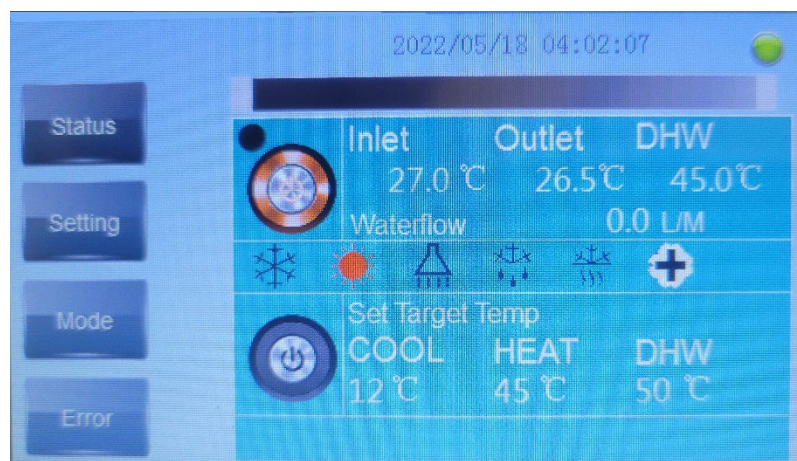 2022/05/18 04:02:07
Status
Setting
Mode
Error
Inlet Outlet DHW
27.0 ℃ 26.5℃ 45.0℃
Waterflow 0.0 L/M
Set Target Temp
COOL HEAT DHW
12 ℃ 45 ℃ 50 ℃